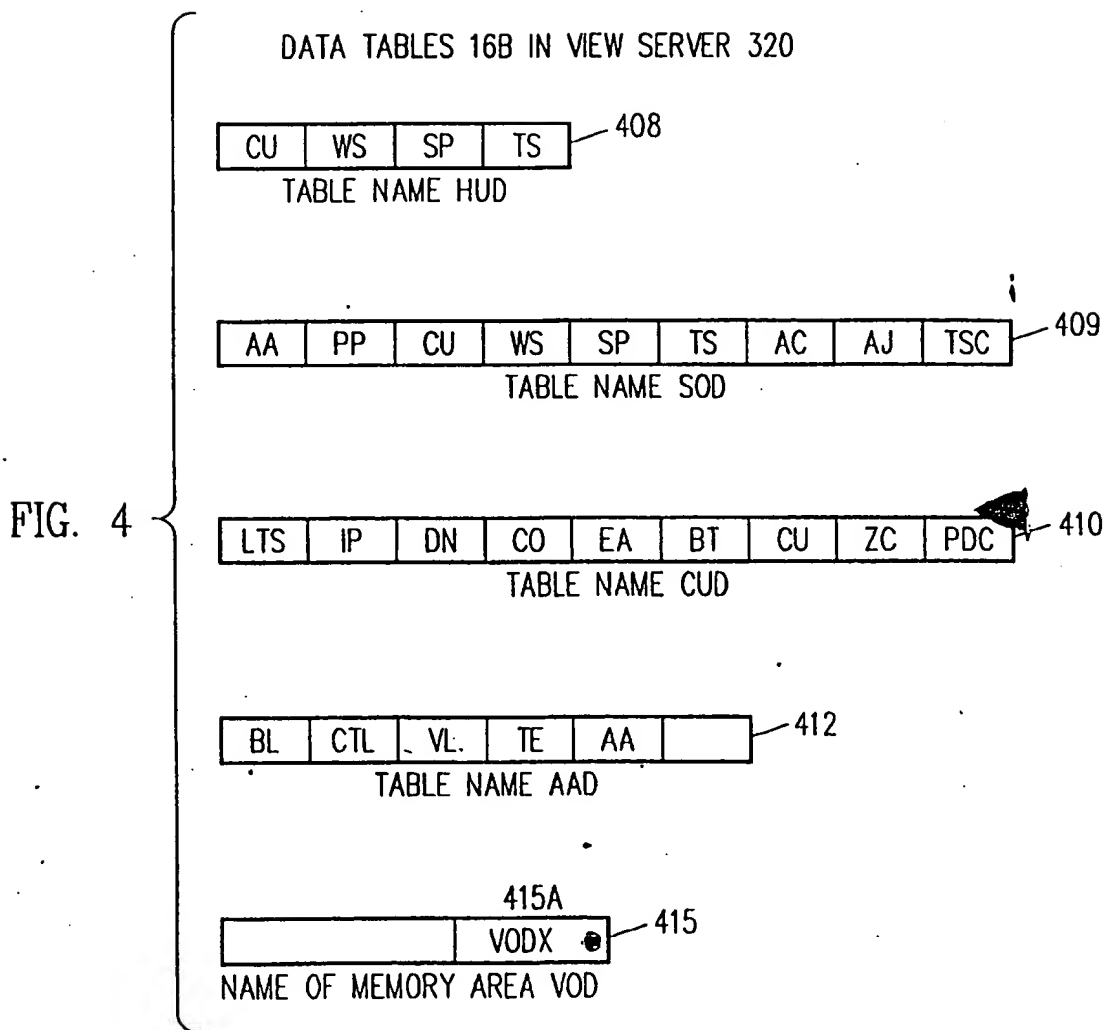 DATA TABLES 16B IN VIEW SERVER 320
CU WS SP TS 408
TABLE NAME HUD
AA PP CU WS SP TS AC AJ TSC 409
TABLE NAME SOD
FIG. 4
LTS IP DN CO EA BT CU ZC PDC 410
TABLE NAME CUD
BL CTL VL. TE AA 412
TABLE NAME AAD
415A
VODX 415
NAME OF MEMORY AREA VOD